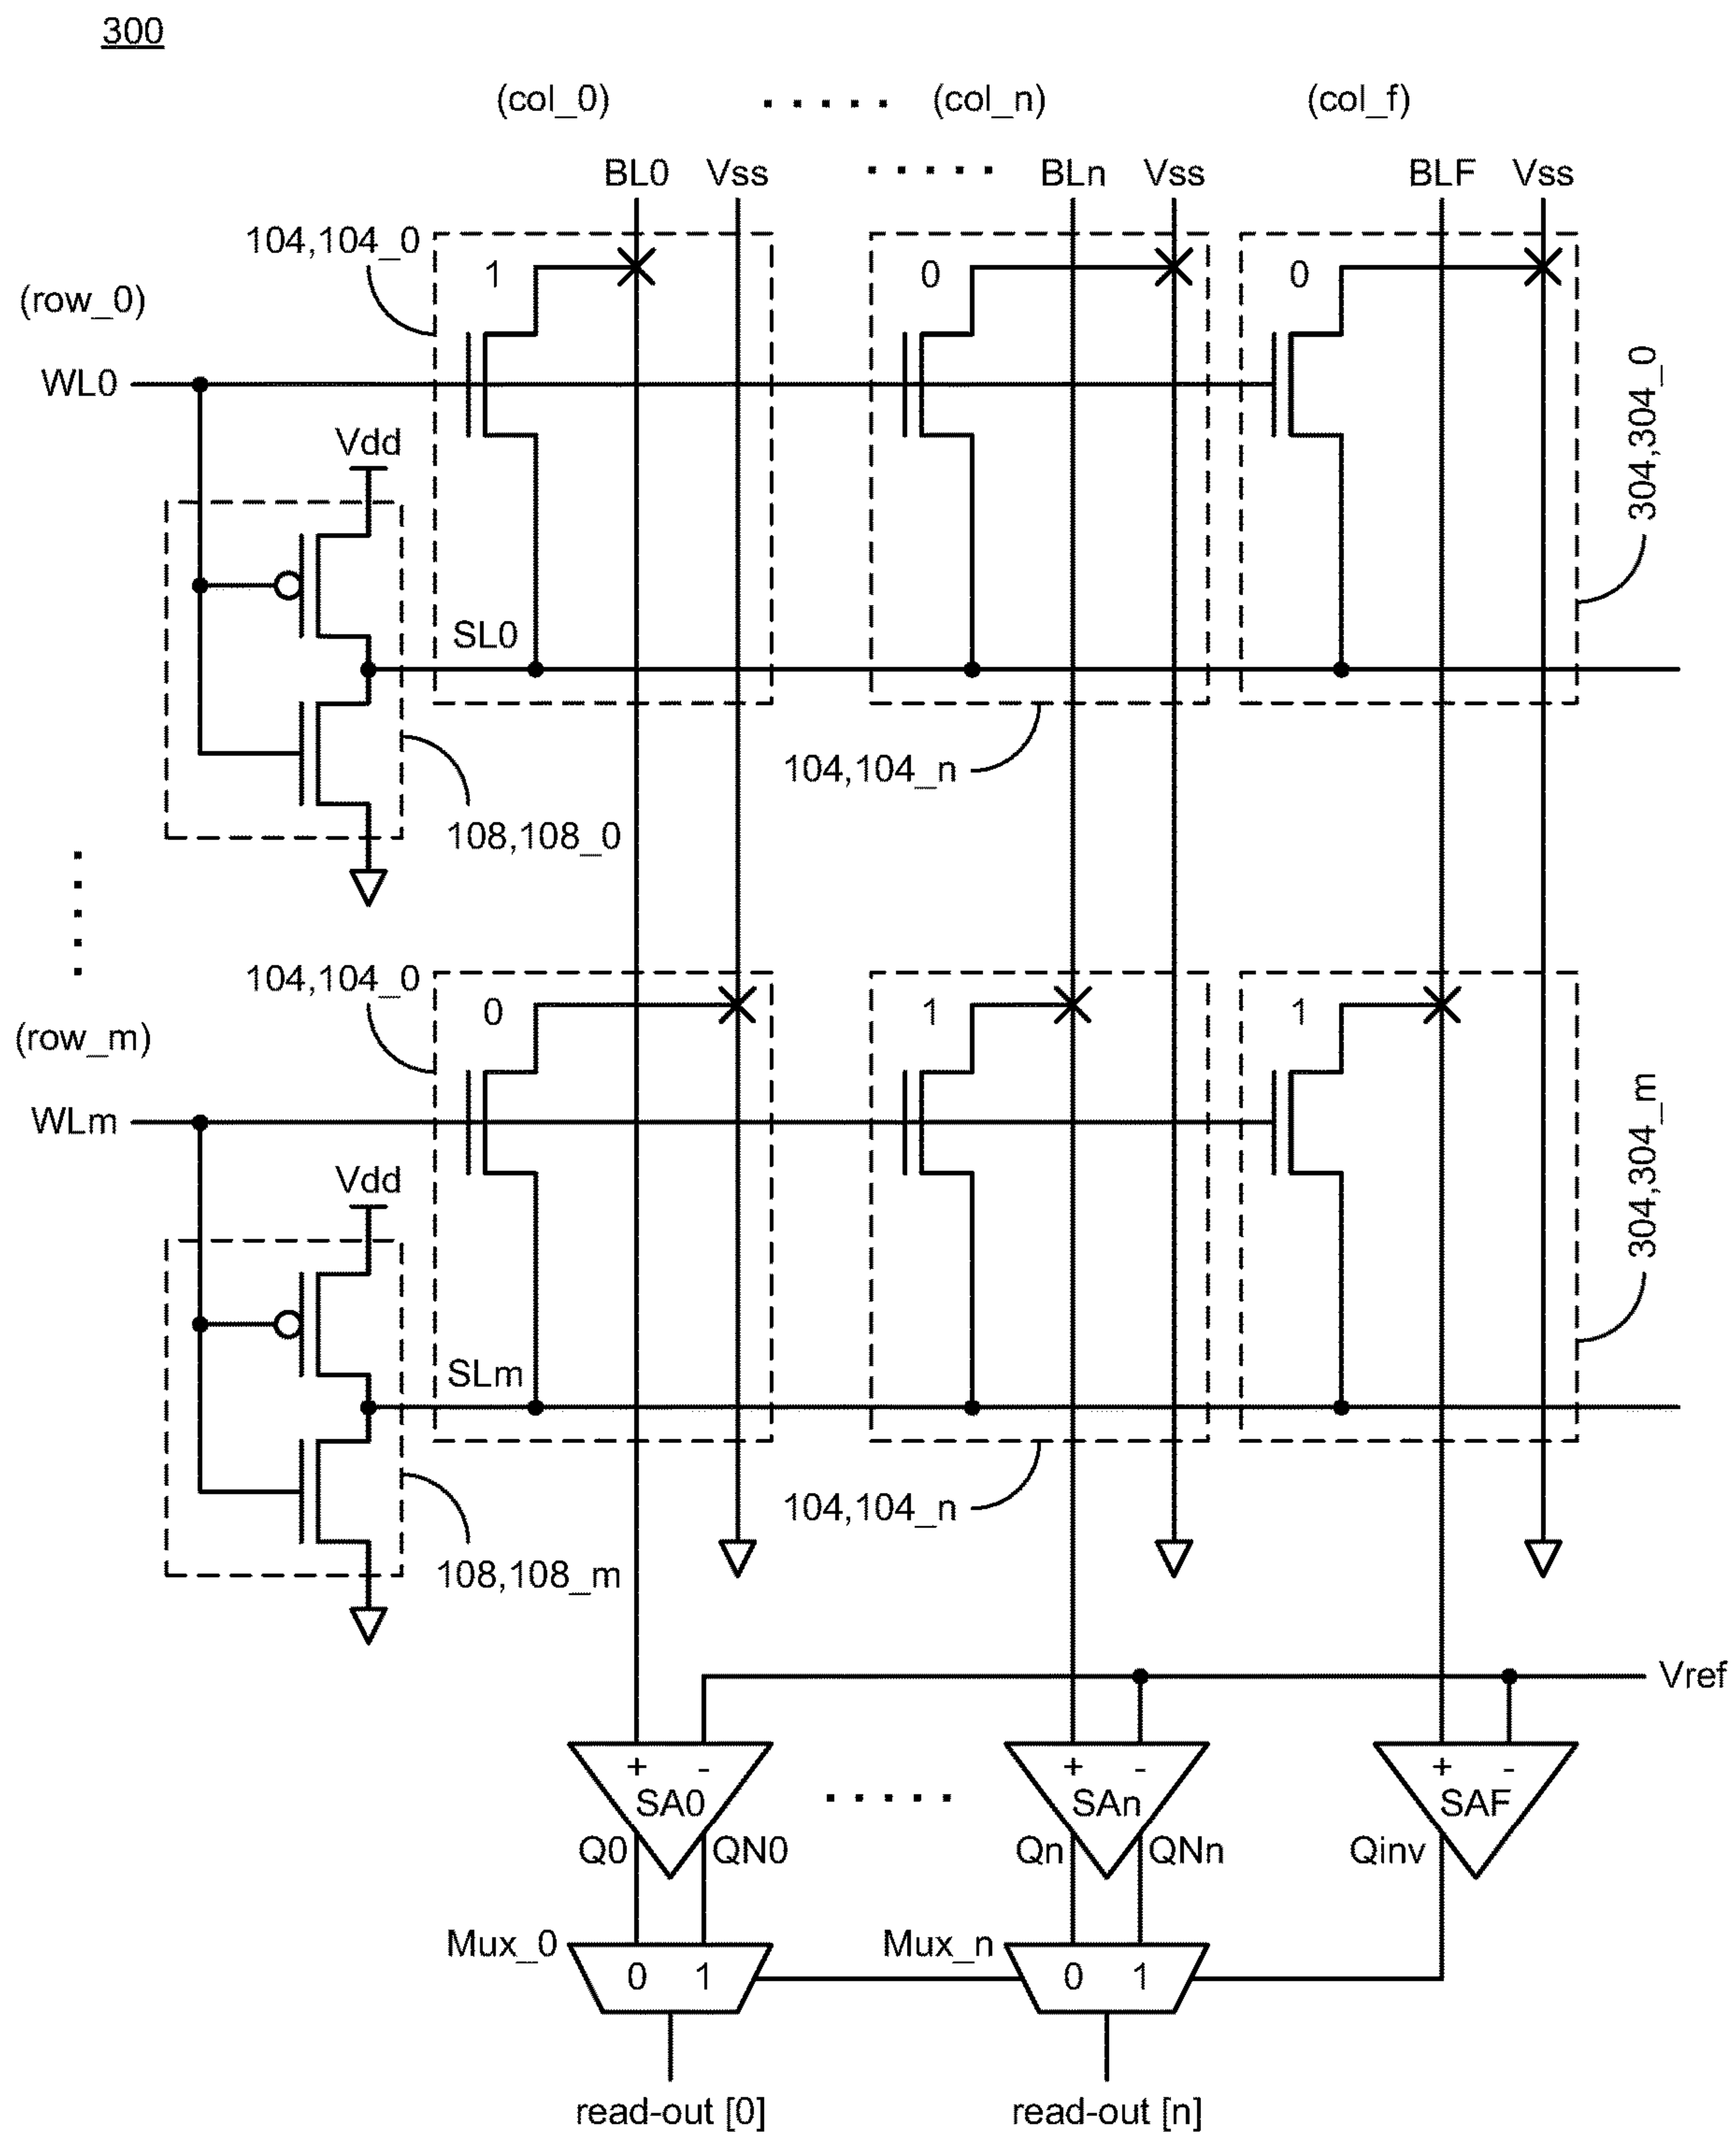 300
(col_0) ..... (col_n) (col_f)
BL0 Vss ..... BLn Vss BLF Vss
104,104_0
1 0 0
(row_0)
WL0
304,304_0
Vdd
SL0
104,104_n
108,108_0
104,104_0
0 1 1
(row_m)
WLm
304,304_m
Vdd
SLm
104,104_n
108,108_m
Vref
+ - + - + -
SA0 ..... SAn SAF
Q0 QN0 Qn QNn Qinv
Mux_0 Mux_n
0 1 0 1
read-out [0] read-out [n]